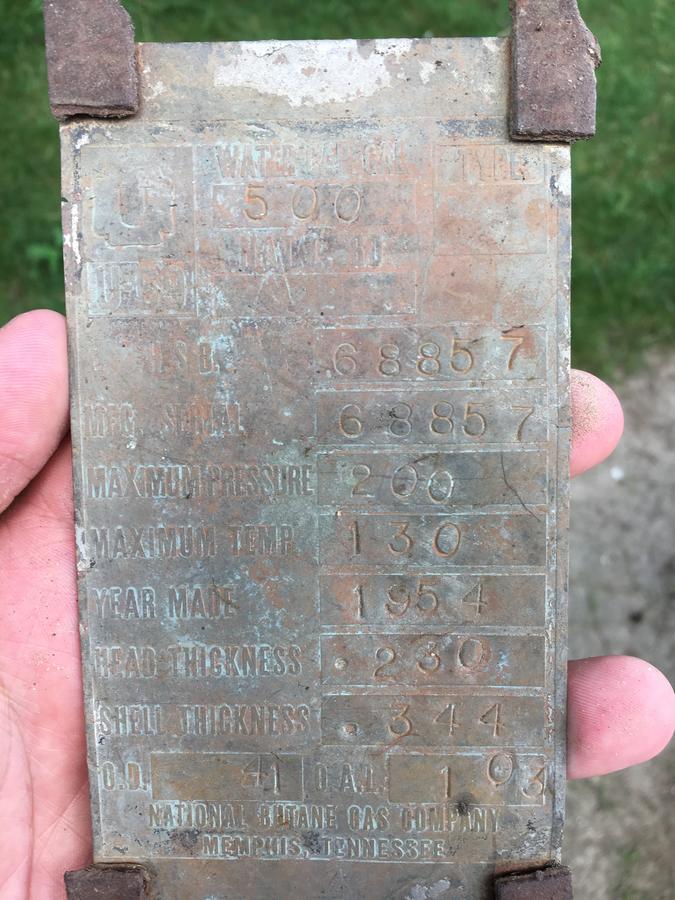 WATER CAP. GAL. TYPE
U 500
MFG. SERIAL 68857
N.B. 68857
MAXIMUM PRESSURE 200
MAXIMUM TEMP. 130
YEAR MADE 1954
HEAD THICKNESS .230
SHELL THICKNESS .344
O.D. 41 O.A.L. 193
NATIONAL BUTANE GAS COMPANY
MEMPHIS, TENNESSEE